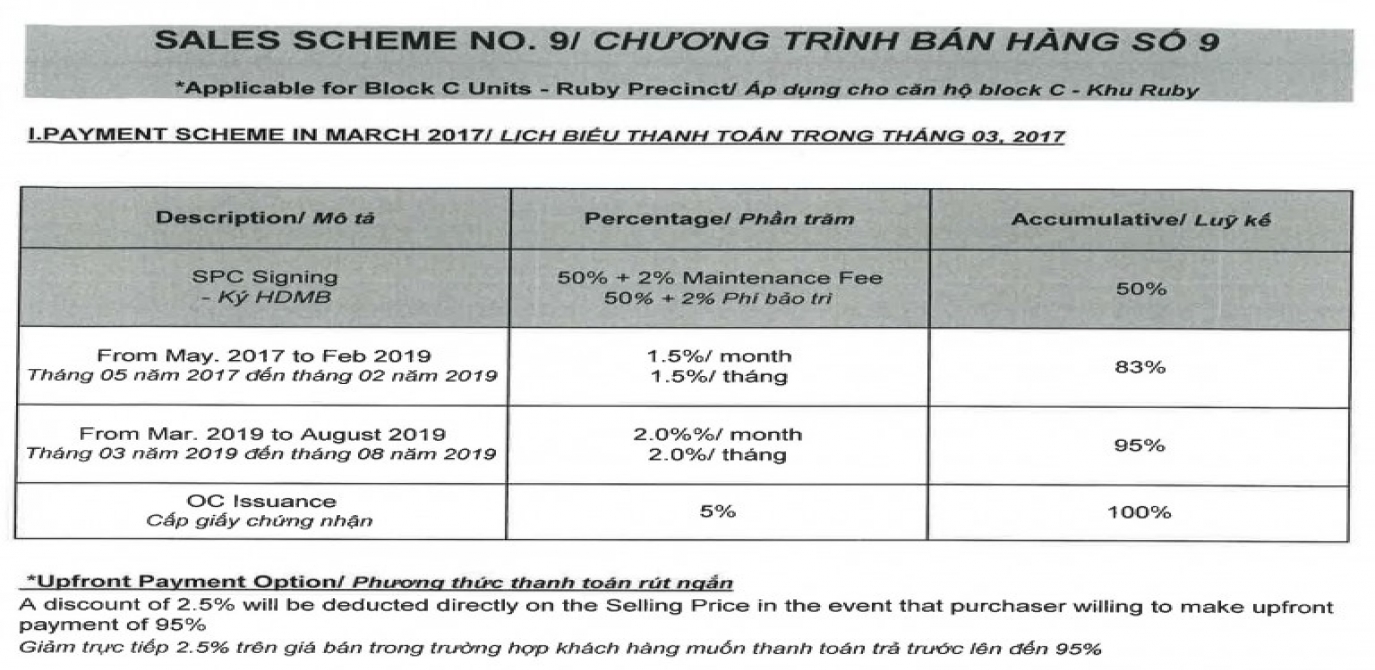 SALES SCHEME NO. 9/ CHƯƠNG TRÌNH BÁN HÀNG SỐ 9
*Applicable for Block C Units - Ruby Precinct/ Áp dụng cho căn hộ block C - Khu Ruby
I.PAYMENT SCHEME IN MARCH 2017/ LỊCH BIỂU THANH TOÁN TRONG THÁNG 03, 2017
Description/ Mô tả
Percentage/ Phần trăm
Accumulative/ Luỹ kế
SPC Signing
- Ký HDMB
50% + 2% Maintenance Fee
50% + 2% Phí bảo trì
50%
From May. 2017 to Feb 2019
Tháng 05 năm 2017 đến tháng 02 năm 2019
1.5%/ month
1.5%/ tháng
83%
From Mar. 2019 to August 2019
Tháng 03 năm 2019 đến tháng 08 năm 2019
2.0%%/ month
2.0%/ tháng
95%
OC Issuance
Cấp giấy chứng nhận
5%
100%
*Upfront Payment Option/ Phương thức thanh toán rút ngắn
A discount of 2.5% will be deducted directly on the Selling Price in the event that purchaser willing to make upfront
payment of 95%
Giảm trực tiếp 2.5% trên giá bán trong trường hợp khách hàng muốn thanh toán trả trước lên đến 95%